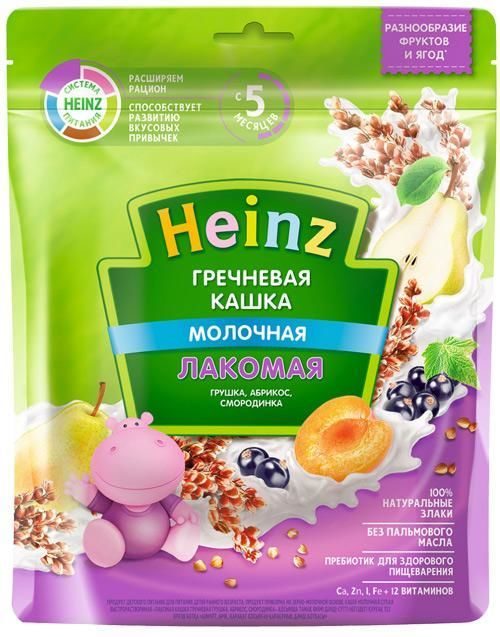 РАЗНООБРАЗИЕ
ФРУКТОВ
И ЯГОД*
СИСТЕМА
HEINZ
ПИТАНИЯ
РАСШИРЯЕМ
РАЦИОН
СПОСОБСТВУЕТ
РАЗВИТИЮ
ВКУСОВЫХ
ПРИВЫЧЕК
с 5
МЕСЯЦЕВ
Heinz
ГРЕЧНЕВАЯ
КАШКА
МОЛОЧНАЯ
ЛАКОМАЯ
ГРУШКА, АБРИКОС,
СМОРОДИНКА
100%
НАТУРАЛЬНЫЕ
ЗЛАКИ
БЕЗ ПАЛЬМОВОГО
МАСЛА
ПРЕБИОТИК ДЛЯ ЗДОРОВОГО
ПИЩЕВАРЕНИЯ
Ca, Zn, I, Fe + 12 ВИТАМИНОВ